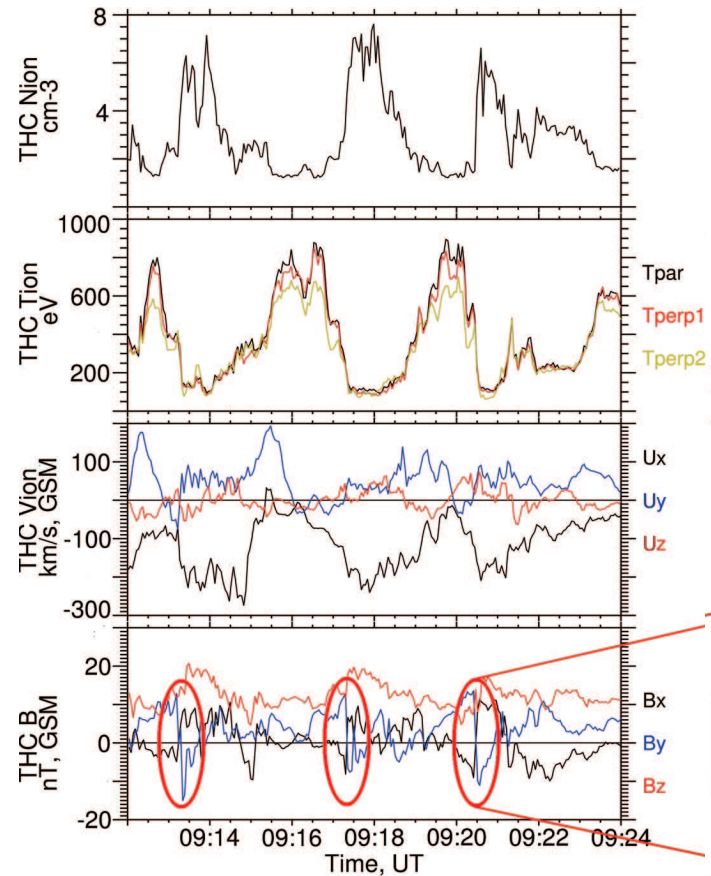 8
4
THC Nion
cm-3
1000
600
200
THC Tion
eV
Tpar
Tperp1
Tperp2
100
-100
-300
THC Vion
km/s, GSM
Ux
Uy
Uz
20
0
-20
THC B
nT, GSM
Bx
By
Bz
09:14 09:16 09:18 09:20 09:22 09:24
Time, UT